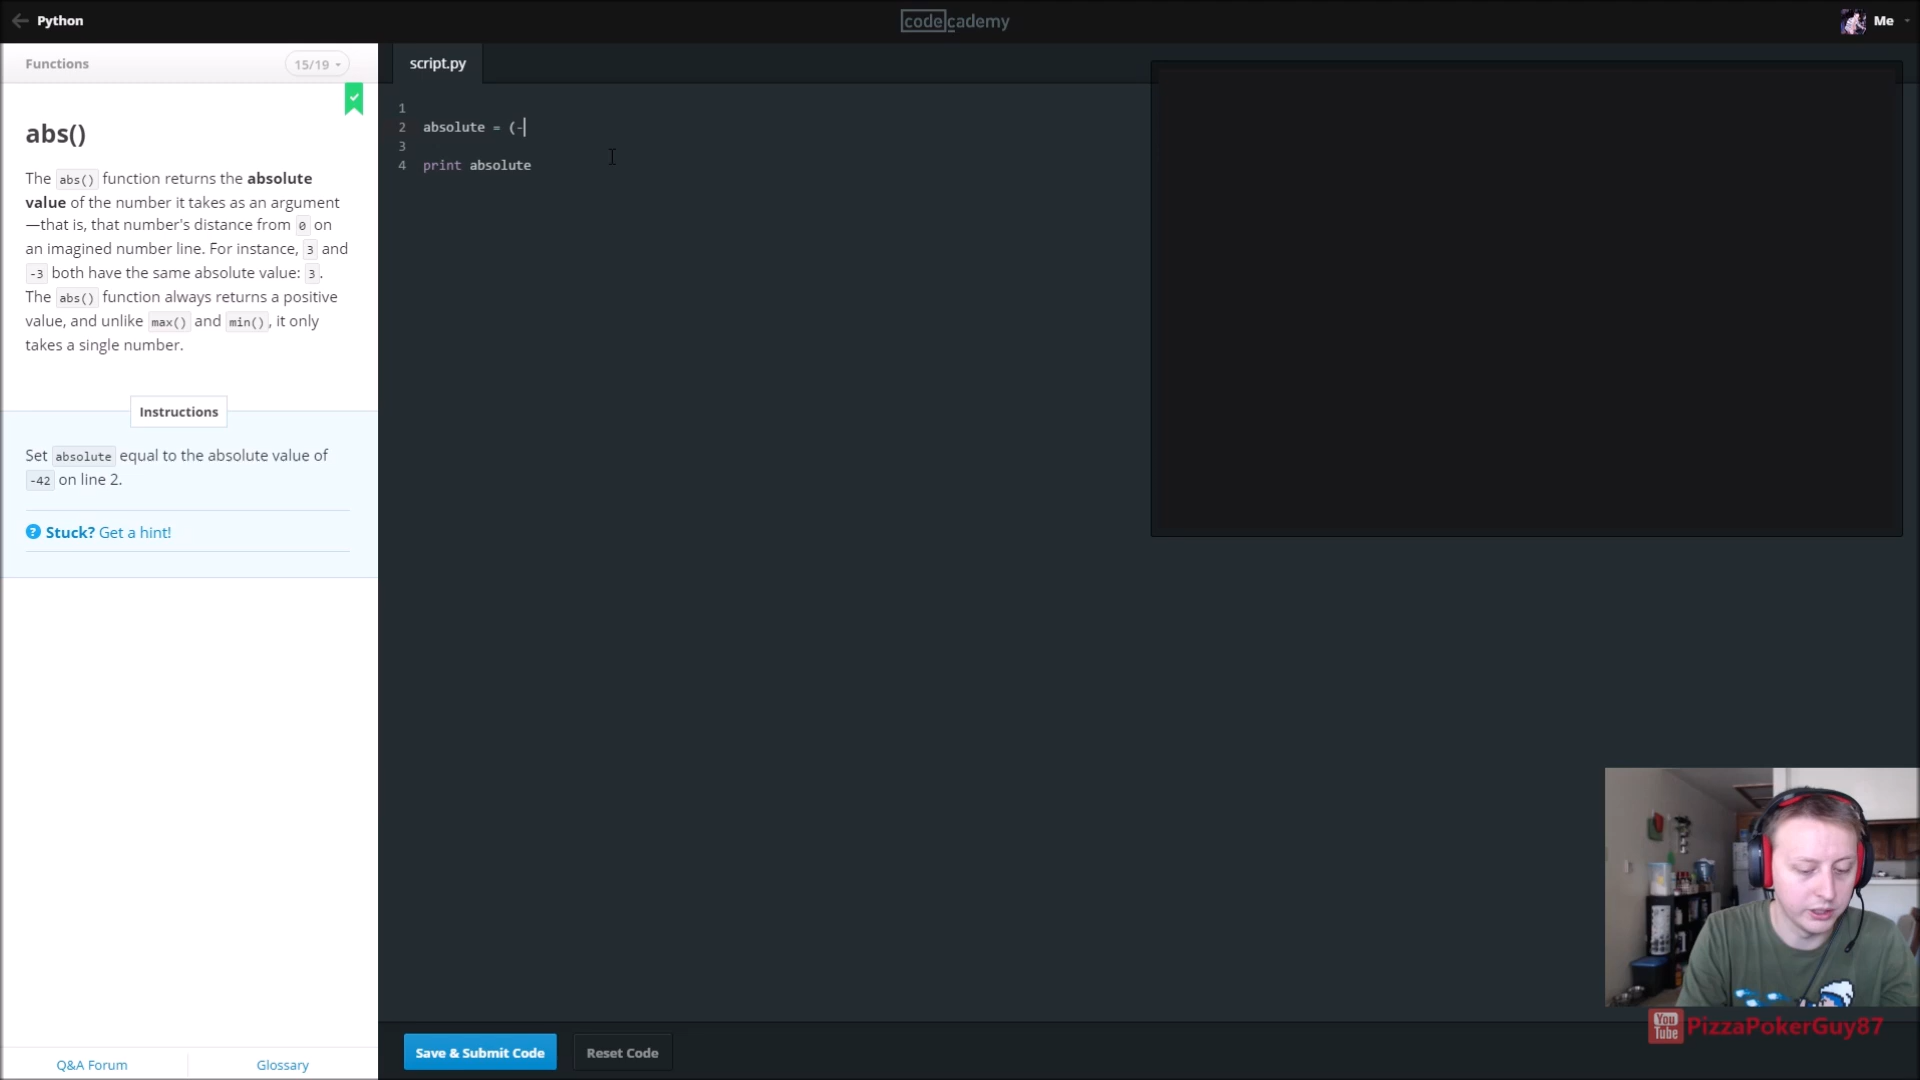 Python
codecademy
Me
Functions
15/19
script.py
abs()
The abs() function returns the absolute
value of the number it takes as an argument
—that is, that number's distance from 0 on
an imagined number line. For instance, 3 and
-3 both have the same absolute value: 3.
The abs() function always returns a positive
value, and unlike max() and min(), it only
takes a single number.
Instructions
Set absolute equal to the absolute value of
-42 on line 2.
? Stuck? Get a hint!
Q&A Forum
Glossary
1
2 absolute = (-
3
4 print absolute
Save & Submit Code
Reset Code
You Tube PizzaPokerGuy87